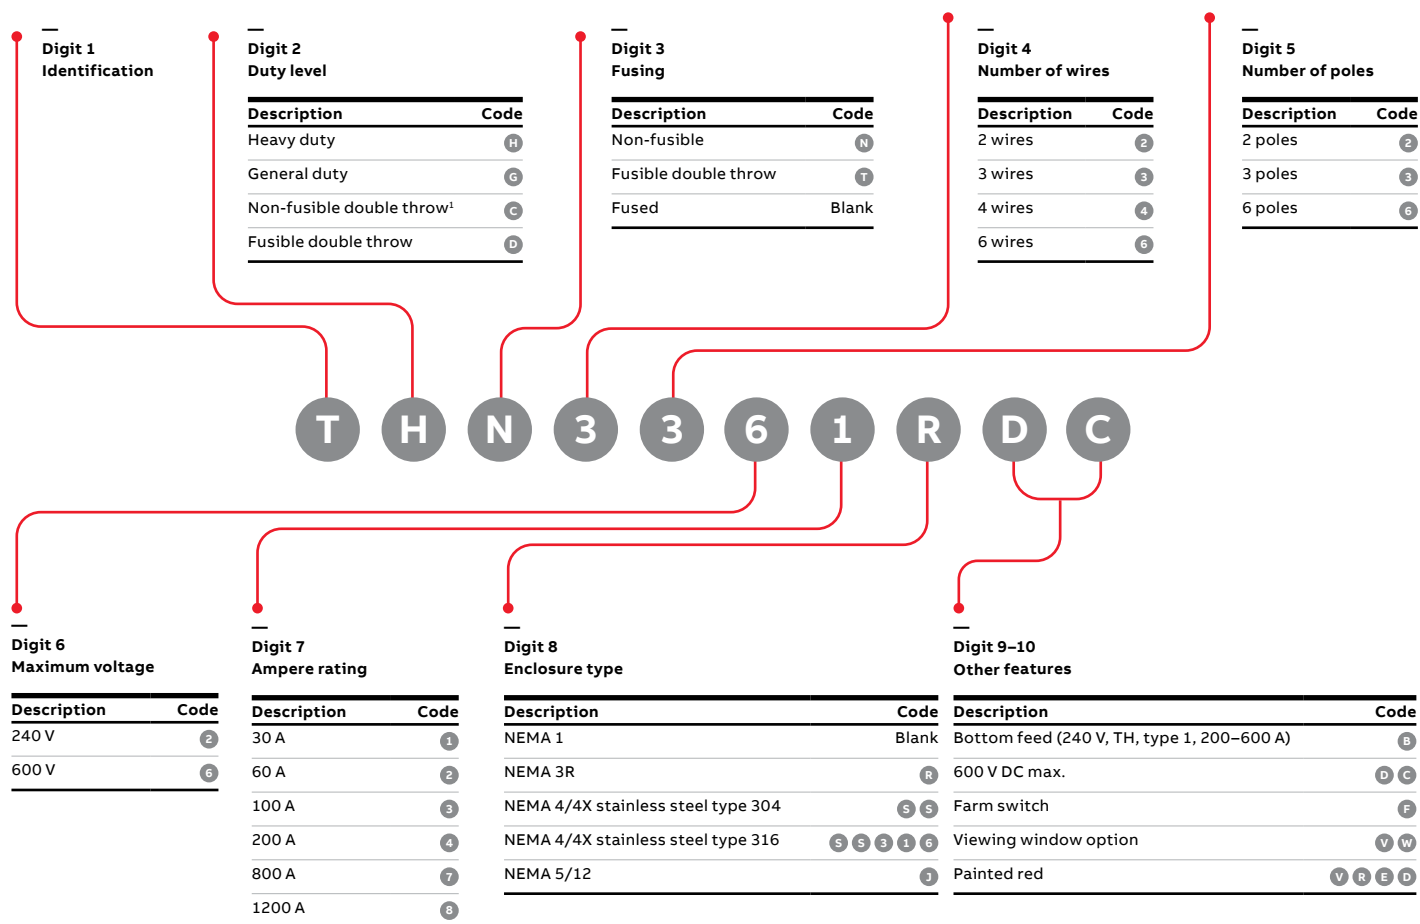 Digit 1
Identification
Digit 2
Duty level
Description Code
Heavy duty H
General duty G
Non-fusible double throw¹ C
Fusible double throw D
Digit 3
Fusing
Description Code
Non-fusible N
Fusible double throw T
Fused Blank
Digit 4
Number of wires
Description Code
2 wires 2
3 wires 3
4 wires 4
6 wires 6
Digit 5
Number of poles
Description Code
2 poles 2
3 poles 3
6 poles 6
T H N 3 3 6 1 R D C
Digit 6
Maximum voltage
Description Code
240 V 2
600 V 6
Digit 7
Ampere rating
Description Code
30 A 1
60 A 2
100 A 3
200 A 4
800 A 7
1200 A 8
Digit 8
Enclosure type
Description Code
NEMA 1 Blank
NEMA 3R R
NEMA 4/4X stainless steel type 304 S S
NEMA 4/4X stainless steel type 316 S S 3 1 6
NEMA 5/12 J
Digit 9–10
Other features
Description Code
Bottom feed (240 V, TH, type 1, 200–600 A) B
600 V DC max. D C
Farm switch F
Viewing window option V W
Painted red V R E D